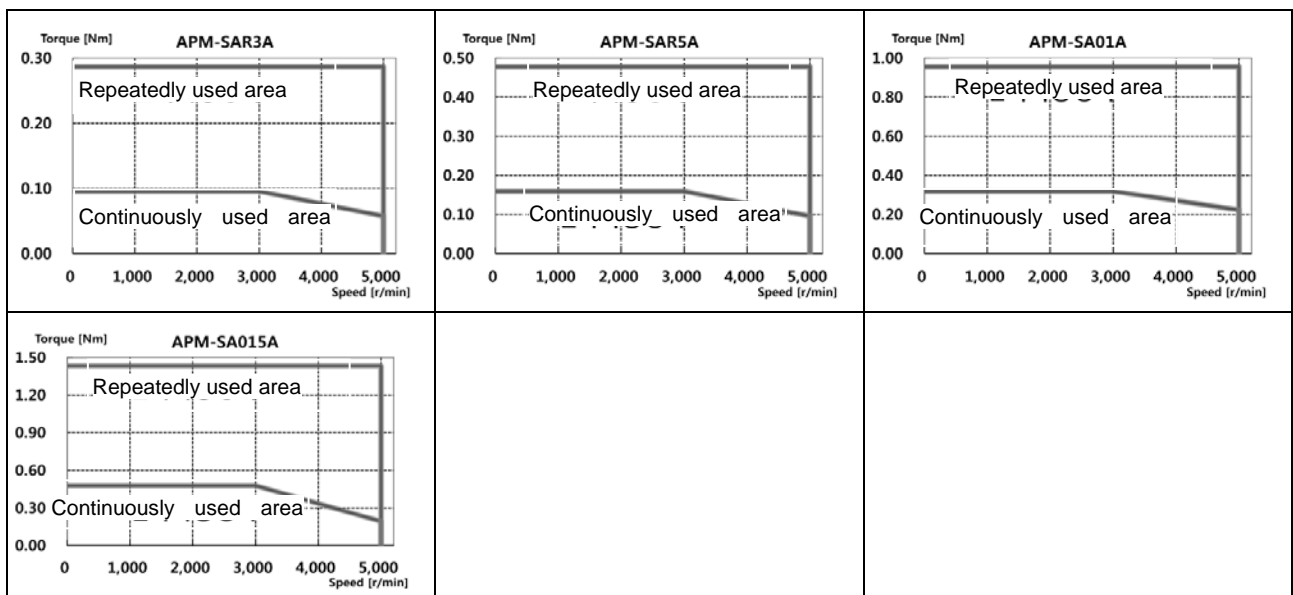 Torque [Nm] APM-SAR3A
0.30
Repeatedly used area
0.20
0.10
Continuously used area
0.00
0 1,000 2,000 3,000 4,000 5,000
Speed [r/min]
Torque [Nm] APM-SAR5A
0.50
Repeatedly used area
0.40
0.30
0.20
0.10 Continuously used area
0.00
0 1,000 2,000 3,000 4,000 5,000
Speed [r/min]
Torque [Nm] APM-SA01A
1.00
Repeatedly used area
0.80
0.60
0.40
0.20 Continuously used area
0.00
0 1,000 2,000 3,000 4,000 5,000
Speed [r/min]
Torque [Nm] APM-SA015A
1.50
Repeatedly used area
1.20
0.90
0.60
0.30 Continuously used area
0.00
0 1,000 2,000 3,000 4,000 5,000
Speed [r/min]